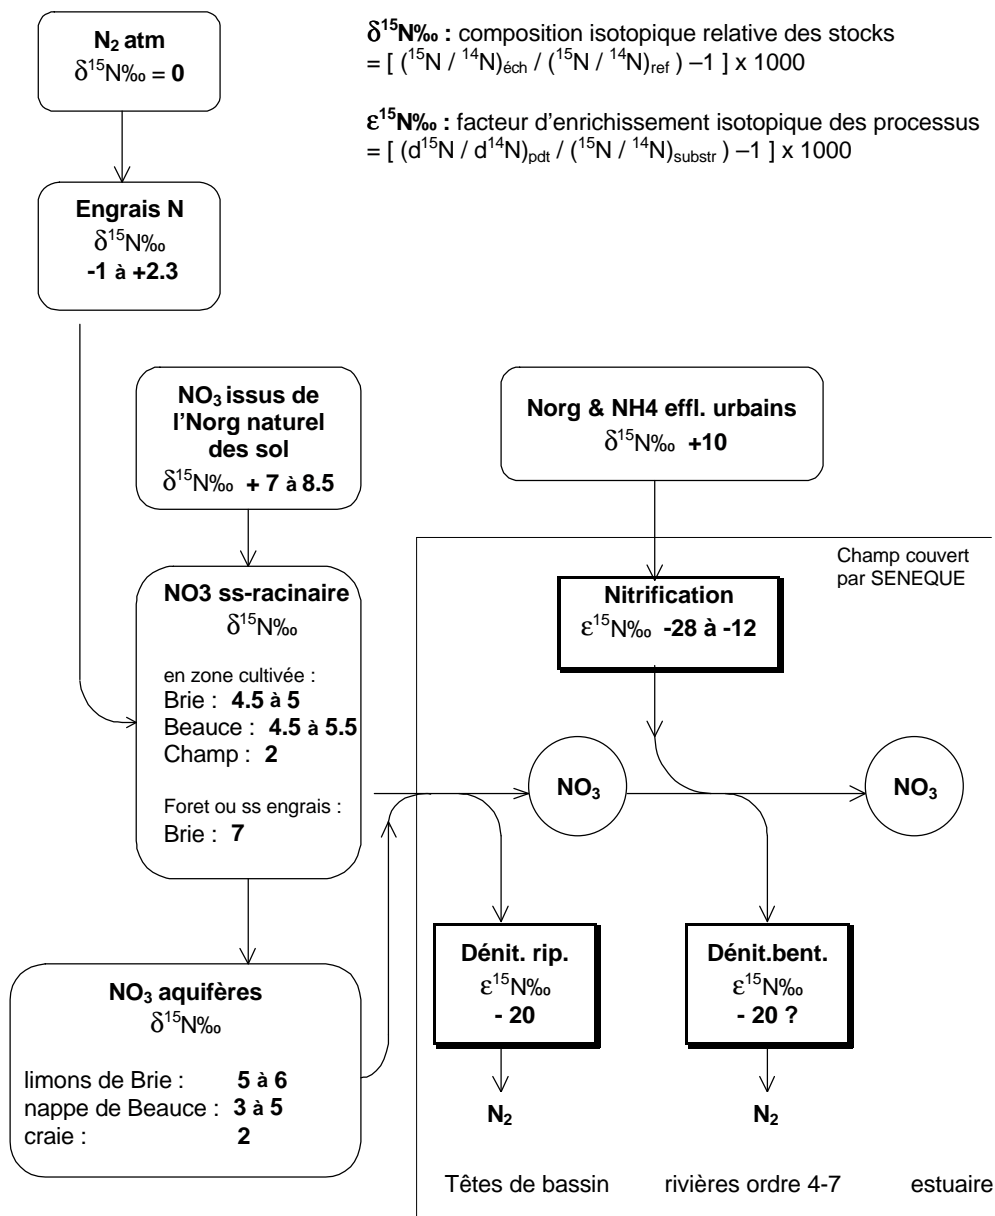 N₂ atm
δ¹⁵N‰ = 0
δ¹⁵N‰ : composition isotopique relative des stocks
= [ (¹⁵N / ¹⁴N)éch / (¹⁵N / ¹⁴N)ref ) –1 ] x 1000
ε¹⁵N‰ : facteur d'enrichissement isotopique des processus
= [ (d¹⁵N / d¹⁴N)pdt / (¹⁵N / ¹⁴N)substr ) –1 ] x 1000
Engrais N
δ¹⁵N‰
-1 à +2.3
NO₃ issus de
l'Norg naturel
des sol
δ¹⁵N‰ + 7 à 8.5
Norg & NH4 effl. urbains
δ¹⁵N‰ +10
Champ couvert
par SENEQUE
NO3 ss-racinaire
δ¹⁵N‰
en zone cultivée :
Brie : 4.5 à 5
Beauce : 4.5 à 5.5
Champ : 2
Foret ou ss engrais :
Brie : 7
Nitrification
ε¹⁵N‰ -28 à -12
NO₃
NO₃
Dénit. rip.
ε¹⁵N‰
- 20
Dénit.bent.
ε¹⁵N‰
- 20 ?
NO₃ aquifères
δ¹⁵N‰
limons de Brie : 5 à 6
nappe de Beauce : 3 à 5
craie : 2
N₂
N₂
Têtes de bassin rivières ordre 4-7 estuaire